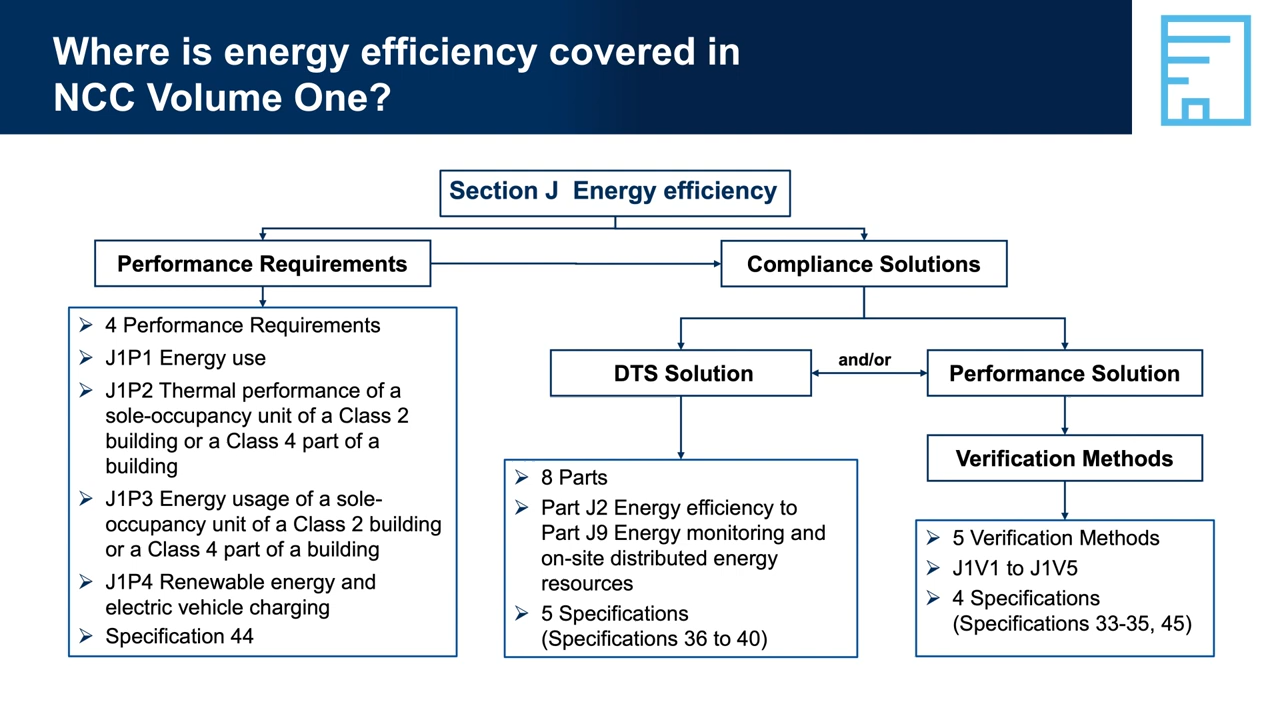 Where is energy efficiency covered in
NCC Volume One?
Section J  Energy efficiency
Performance Requirements
Compliance Solutions
4 Performance Requirements
J1P1 Energy use
J1P2 Thermal performance of a
sole-occupancy unit of a Class 2
building or a Class 4 part of a
building
J1P3 Energy usage of a sole-
occupancy unit of a Class 2 building
or a Class 4 part of a building
J1P4 Renewable energy and
electric vehicle charging
Specification 44
DTS Solution
and/or
Performance Solution
8 Parts
Part J2 Energy efficiency to
Part J9 Energy monitoring and
on-site distributed energy
resources
5 Specifications
(Specifications 36 to 40)
Verification Methods
5 Verification Methods
J1V1 to J1V5
4 Specifications
(Specifications 33-35, 45)